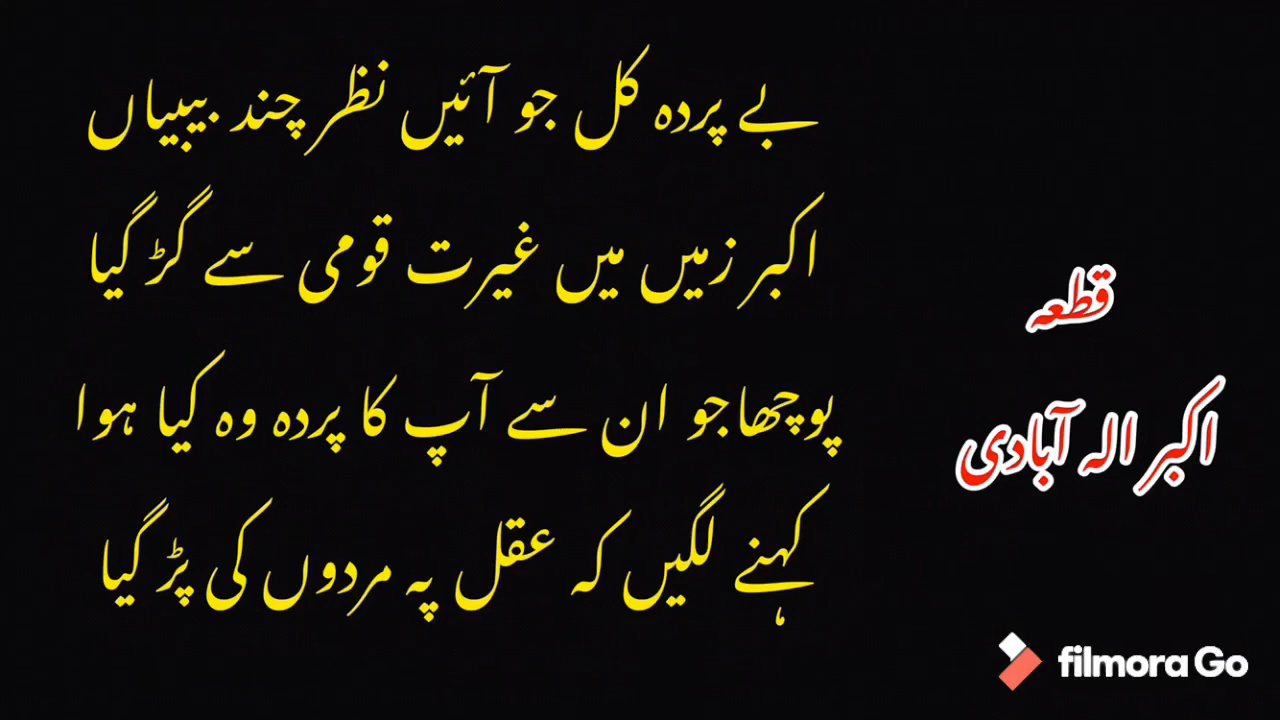 بے پردہ کل جو آئیں نظر چند بیبیاں
اکبر زمیں میں غیرت قومی سے گڑ گیا
پوچھا جو ان سے آپ کا پردہ وہ کیا ہوا
کہنے لگیں کہ عقل پہ مردوں کی پڑ گیا
قطعہ
اکبر الہ آبادی
filmora Go